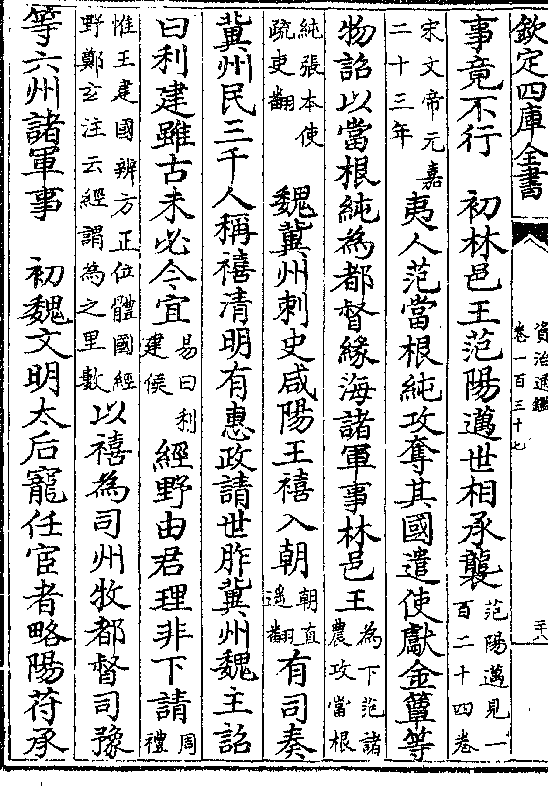 欽定四庫全書
資治通鑑
卷一百三十七
事竟不行　初林邑王范陽邁世相承襲范陽邁見一百二十四卷
宋文帝元嘉二十三年夷人范當根純攻奪其國遣使獻金簟等
物詔以當根純為都督緣海諸軍事林邑王為下范諸農攻當根
純張本使疏吏翻　魏冀州刺史咸陽王禧入朝朝直遥翻有司奏
冀州民三千人稱禧清明有惠政請世胙冀州魏主詔
曰利建雖古未必今宜易曰利建侯經野由君理非下請周禮
惟王建國辨方正位體國經野鄭玄注云經謂為之里數以禧為司州牧都督司豫
等六州諸軍事　初魏文明太后寵任宦者略陽苻承